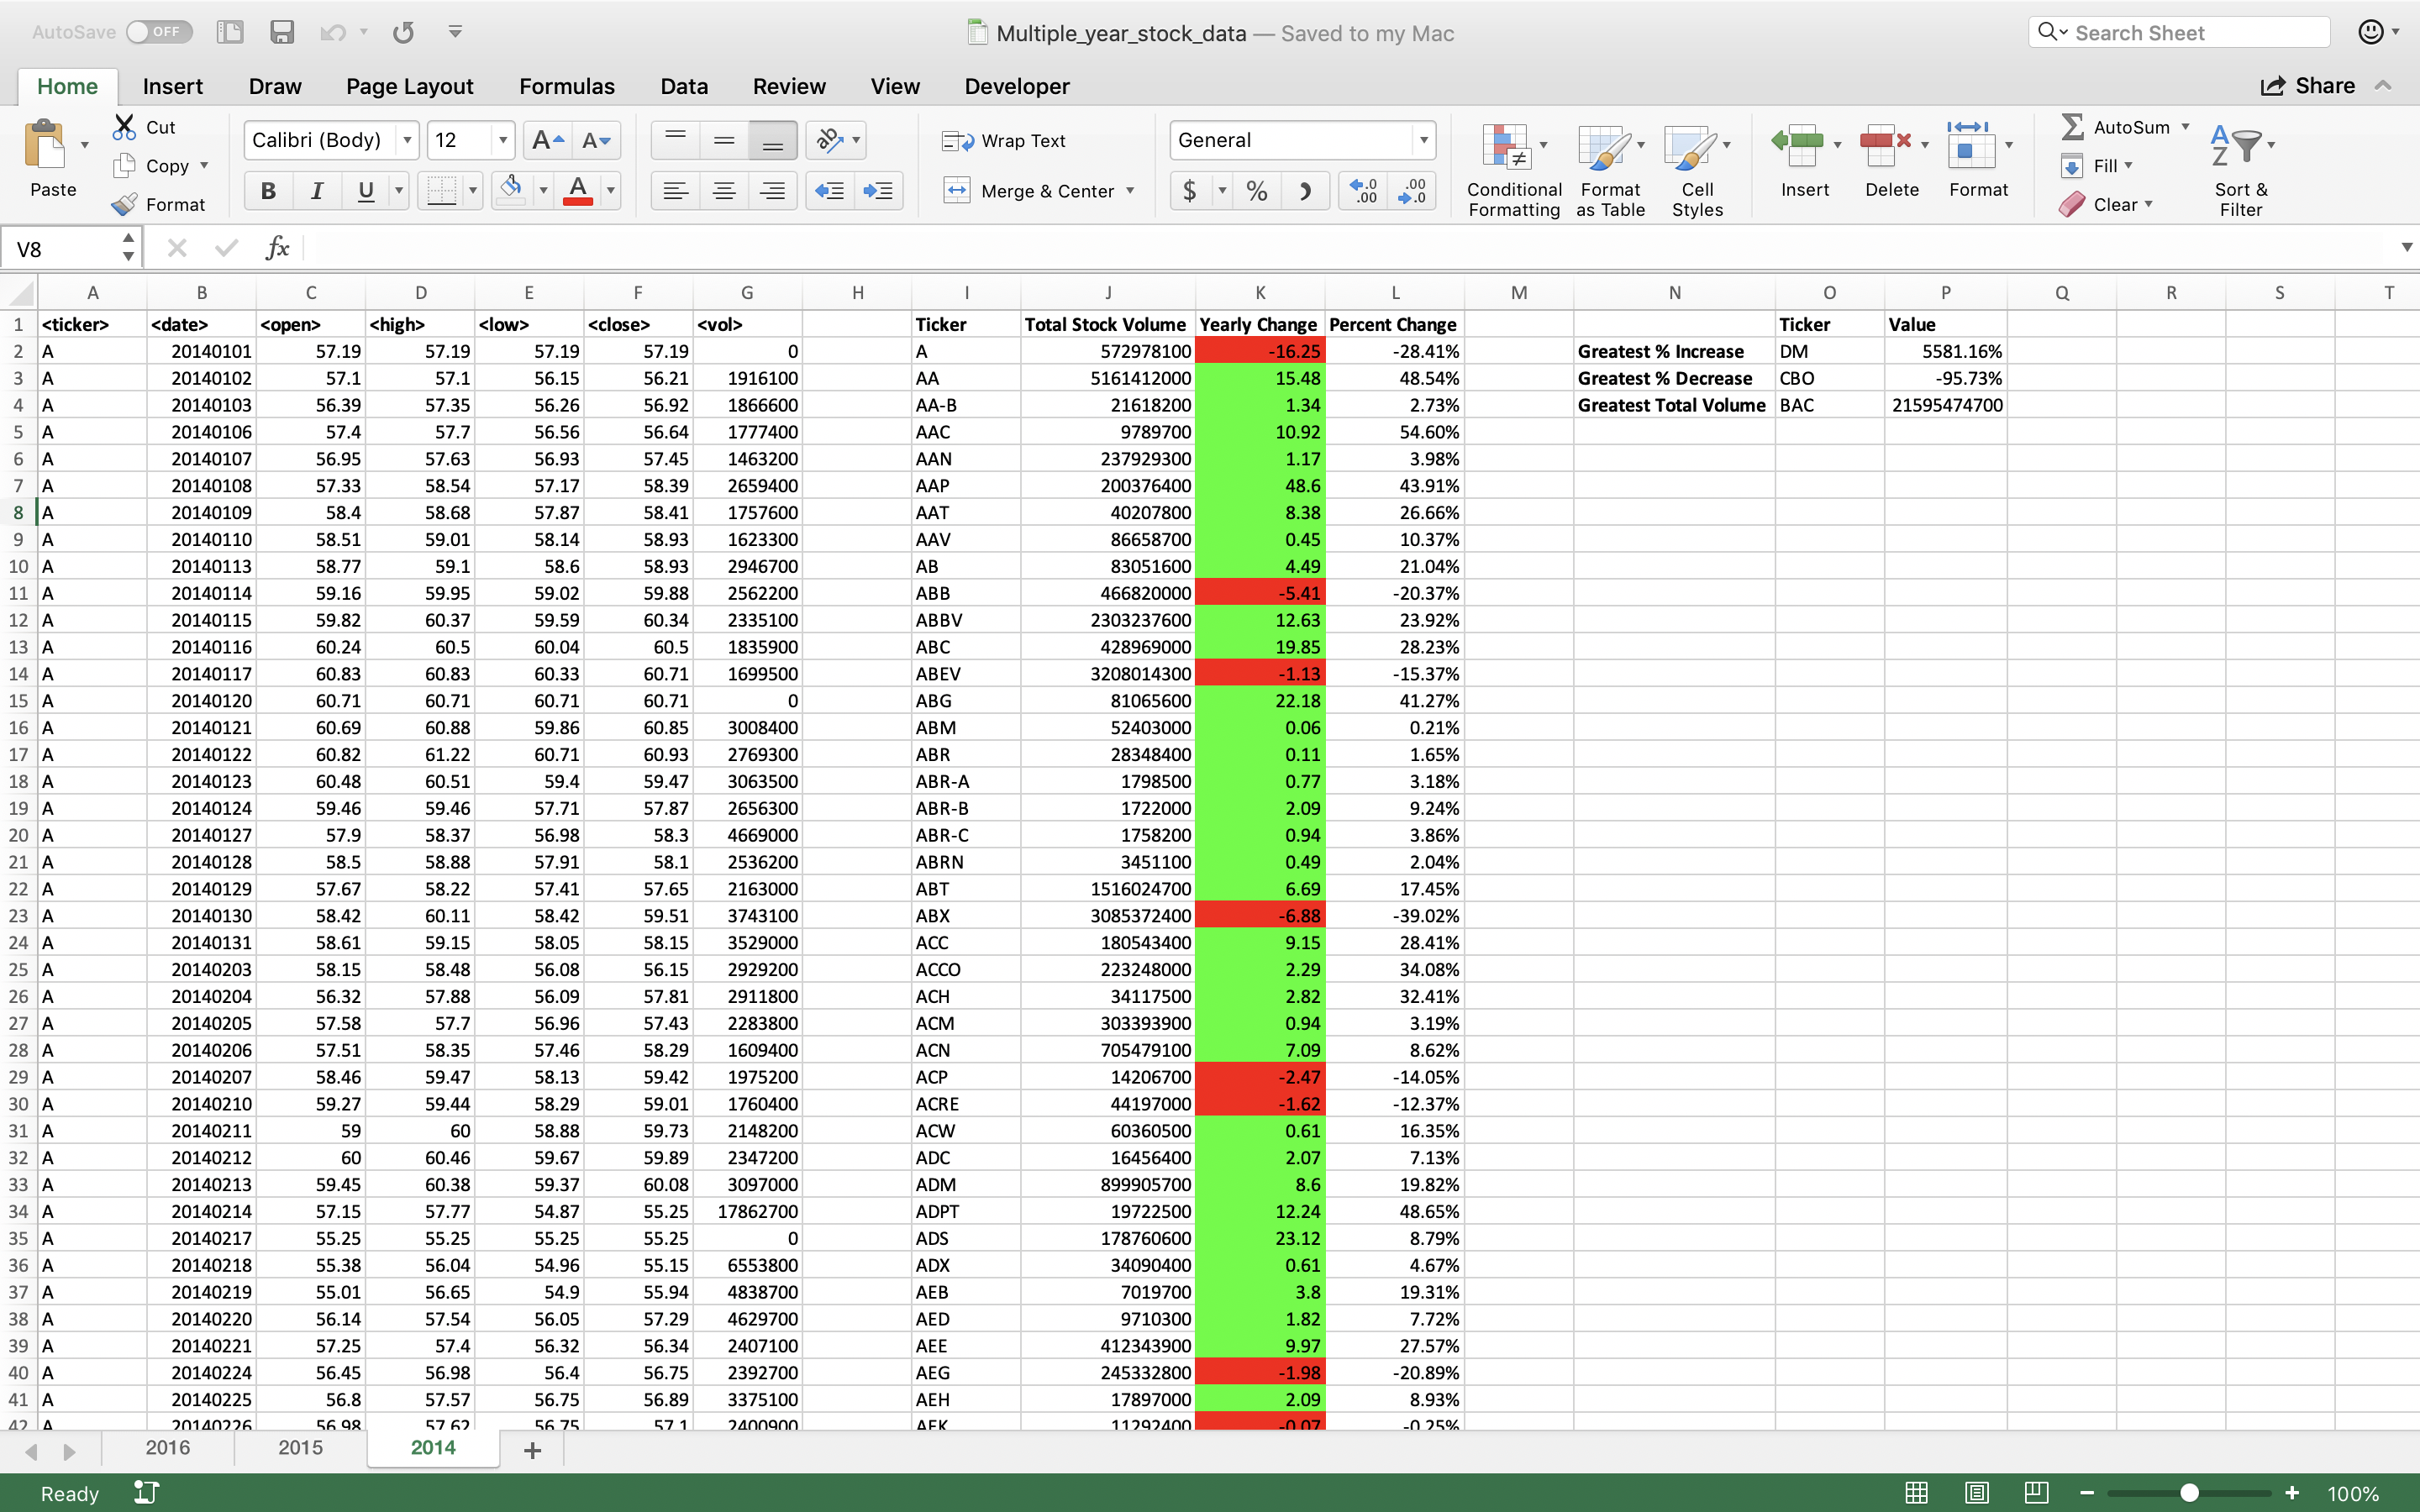 AutoSave OFF Multiple_year_stock_data — Saved to my Mac Search Sheet
Home Insert Draw Page Layout Formulas Data Review View Developer Share
Paste Cut Copy Format
Calibri (Body) 12 A A
B I U A
ab Wrap Text Merge & Center
General
$ % ) .0 .00 .00 .0
Conditional Formatting Format as Table Cell Styles
Insert Delete Format
AutoSum Fill Clear
A Z Sort & Filter
V8 fx
A B C D E F G H I J K L M N O P Q R S T
1 <ticker> <date> <open> <high> <low> <close> <vol> Ticker Total Stock Volume Yearly Change Percent Change Ticker Value
2 A 20140101 57.19 57.19 57.19 57.19 0 A 572978100 -16.25 -28.41% Greatest % Increase DM 5581.16%
3 A 20140102 57.1 57.1 56.15 56.21 1916100 AA 5161412000 15.48 48.54% Greatest % Decrease CBO -95.73%
4 A 20140103 56.39 57.35 56.26 56.92 1866600 AA-B 21618200 1.34 2.73% Greatest Total Volume BAC 21595474700
5 A 20140106 57.4 57.7 56.56 56.64 1777400 AAC 9789700 10.92 54.60%
6 A 20140107 56.95 57.63 56.93 57.45 1463200 AAN 237929300 1.17 3.98%
7 A 20140108 57.33 58.54 57.17 58.39 2659400 AAP 200376400 48.6 43.91%
8 A 20140109 58.4 58.68 57.87 58.41 1757600 AAT 40207800 8.38 26.66%
9 A 20140110 58.51 59.01 58.14 58.93 1623300 AAV 86658700 0.45 10.37%
10 A 20140113 58.77 59.1 58.6 58.93 2946700 AB 83051600 4.49 21.04%
11 A 20140114 59.16 59.95 59.02 59.88 2562200 ABB 466820000 -5.41 -20.37%
12 A 20140115 59.82 60.37 59.59 60.34 2335100 ABBV 2303237600 12.63 23.92%
13 A 20140116 60.24 60.5 60.04 60.5 1835900 ABC 428969000 19.85 28.23%
14 A 20140117 60.83 60.83 60.33 60.71 1699500 ABEV 3208014300 -1.13 -15.37%
15 A 20140120 60.71 60.71 60.71 60.71 0 ABG 81065600 22.18 41.27%
16 A 20140121 60.69 60.88 59.86 60.85 3008400 ABM 52403000 0.06 0.21%
17 A 20140122 60.82 61.22 60.71 60.93 2769300 ABR 28348400 0.11 1.65%
18 A 20140123 60.48 60.51 59.4 59.47 3063500 ABR-A 1798500 0.77 3.18%
19 A 20140124 59.46 59.46 57.71 57.87 2656300 ABR-B 1722000 2.09 9.24%
20 A 20140127 57.9 58.37 56.98 58.3 4669000 ABR-C 1758200 0.94 3.86%
21 A 20140128 58.5 58.88 57.91 58.1 2536200 ABRN 3451100 0.49 2.04%
22 A 20140129 57.67 58.22 57.41 57.65 2163000 ABT 1516024700 6.69 17.45%
23 A 20140130 58.42 60.11 58.42 59.51 3743100 ABX 3085372400 -6.88 -39.02%
24 A 20140131 58.61 59.15 58.05 58.15 3529000 ACC 180543400 9.15 28.41%
25 A 20140203 58.15 58.48 56.08 56.15 2929200 ACCO 223248000 2.29 34.08%
26 A 20140204 56.32 57.88 56.09 57.81 2911800 ACH 34117500 2.82 32.41%
27 A 20140205 57.58 57.7 56.96 57.43 2283800 ACM 303393900 0.94 3.19%
28 A 20140206 57.51 58.35 57.46 58.29 1609400 ACN 705479100 7.09 8.62%
29 A 20140207 58.46 59.47 58.13 59.42 1975200 ACP 14206700 -2.47 -14.05%
30 A 20140210 59.27 59.44 58.29 59.01 1760400 ACRE 44197000 -1.62 -12.37%
31 A 20140211 59 60 58.88 59.73 2148200 ACW 60360500 0.61 16.35%
32 A 20140212 60 60.46 59.67 59.89 2347200 ADC 16456400 2.07 7.13%
33 A 20140213 59.45 60.38 59.37 60.08 3097000 ADM 899905700 8.6 19.82%
34 A 20140214 57.15 57.77 54.87 55.25 17862700 ADPT 19722500 12.24 48.65%
35 A 20140217 55.25 55.25 55.25 55.25 0 ADS 178760600 23.12 8.79%
36 A 20140218 55.38 56.04 54.96 55.15 6553800 ADX 34090400 0.61 4.67%
37 A 20140219 55.01 56.65 54.9 55.94 4838700 AEB 7019700 3.8 19.31%
38 A 20140220 56.14 57.54 56.05 57.29 4629700 AED 9710300 1.82 7.72%
39 A 20140221 57.25 57.4 56.32 56.34 2407100 AEE 412343900 9.97 27.57%
40 A 20140224 56.45 56.98 56.4 56.75 2392700 AEG 245332800 -1.98 -20.89%
41 A 20140225 56.8 57.57 56.75 56.89 3375100 AEH 17897000 2.09 8.93%
42 A 20140226 56.98 57.62 56.75 57.1 2400900 AEK 11292400 -0.07 -0.25%
2016 2015 2014 +
Ready 100%